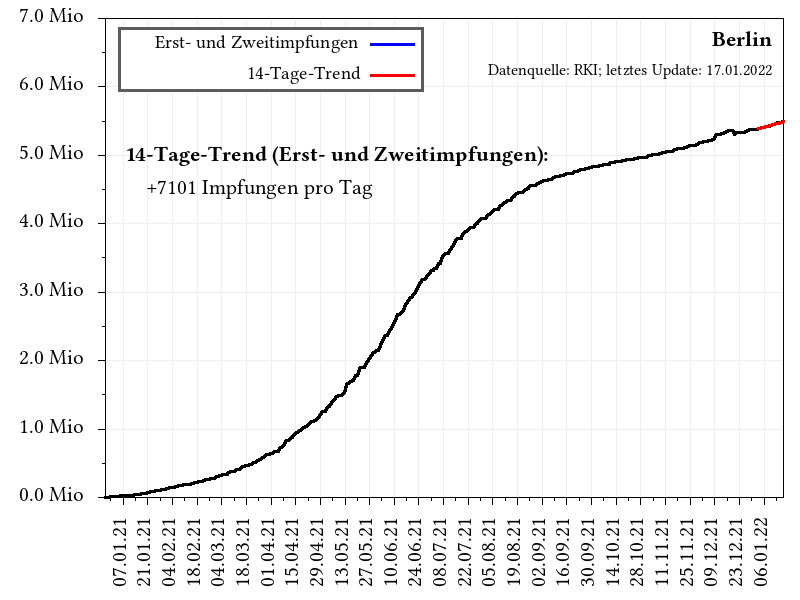 7.0 Mio
6.0 Mio
5.0 Mio
4.0 Mio
3.0 Mio
2.0 Mio
1.0 Mio
0.0 Mio
Erst- und Zweitimpfungen
14-Tage-Trend
Berlin
Datenquelle: RKI; letztes Update: 17.01.2022
14-Tage-Trend (Erst- und Zweitimpfungen):
+7101 Impfungen pro Tag
07.01.21
21.01.21
04.02.21
18.02.21
04.03.21
18.03.21
01.04.21
15.04.21
29.04.21
13.05.21
27.05.21
10.06.21
24.06.21
08.07.21
22.07.21
05.08.21
19.08.21
02.09.21
16.09.21
30.09.21
14.10.21
28.10.21
11.11.21
25.11.21
09.12.21
23.12.21
06.01.22